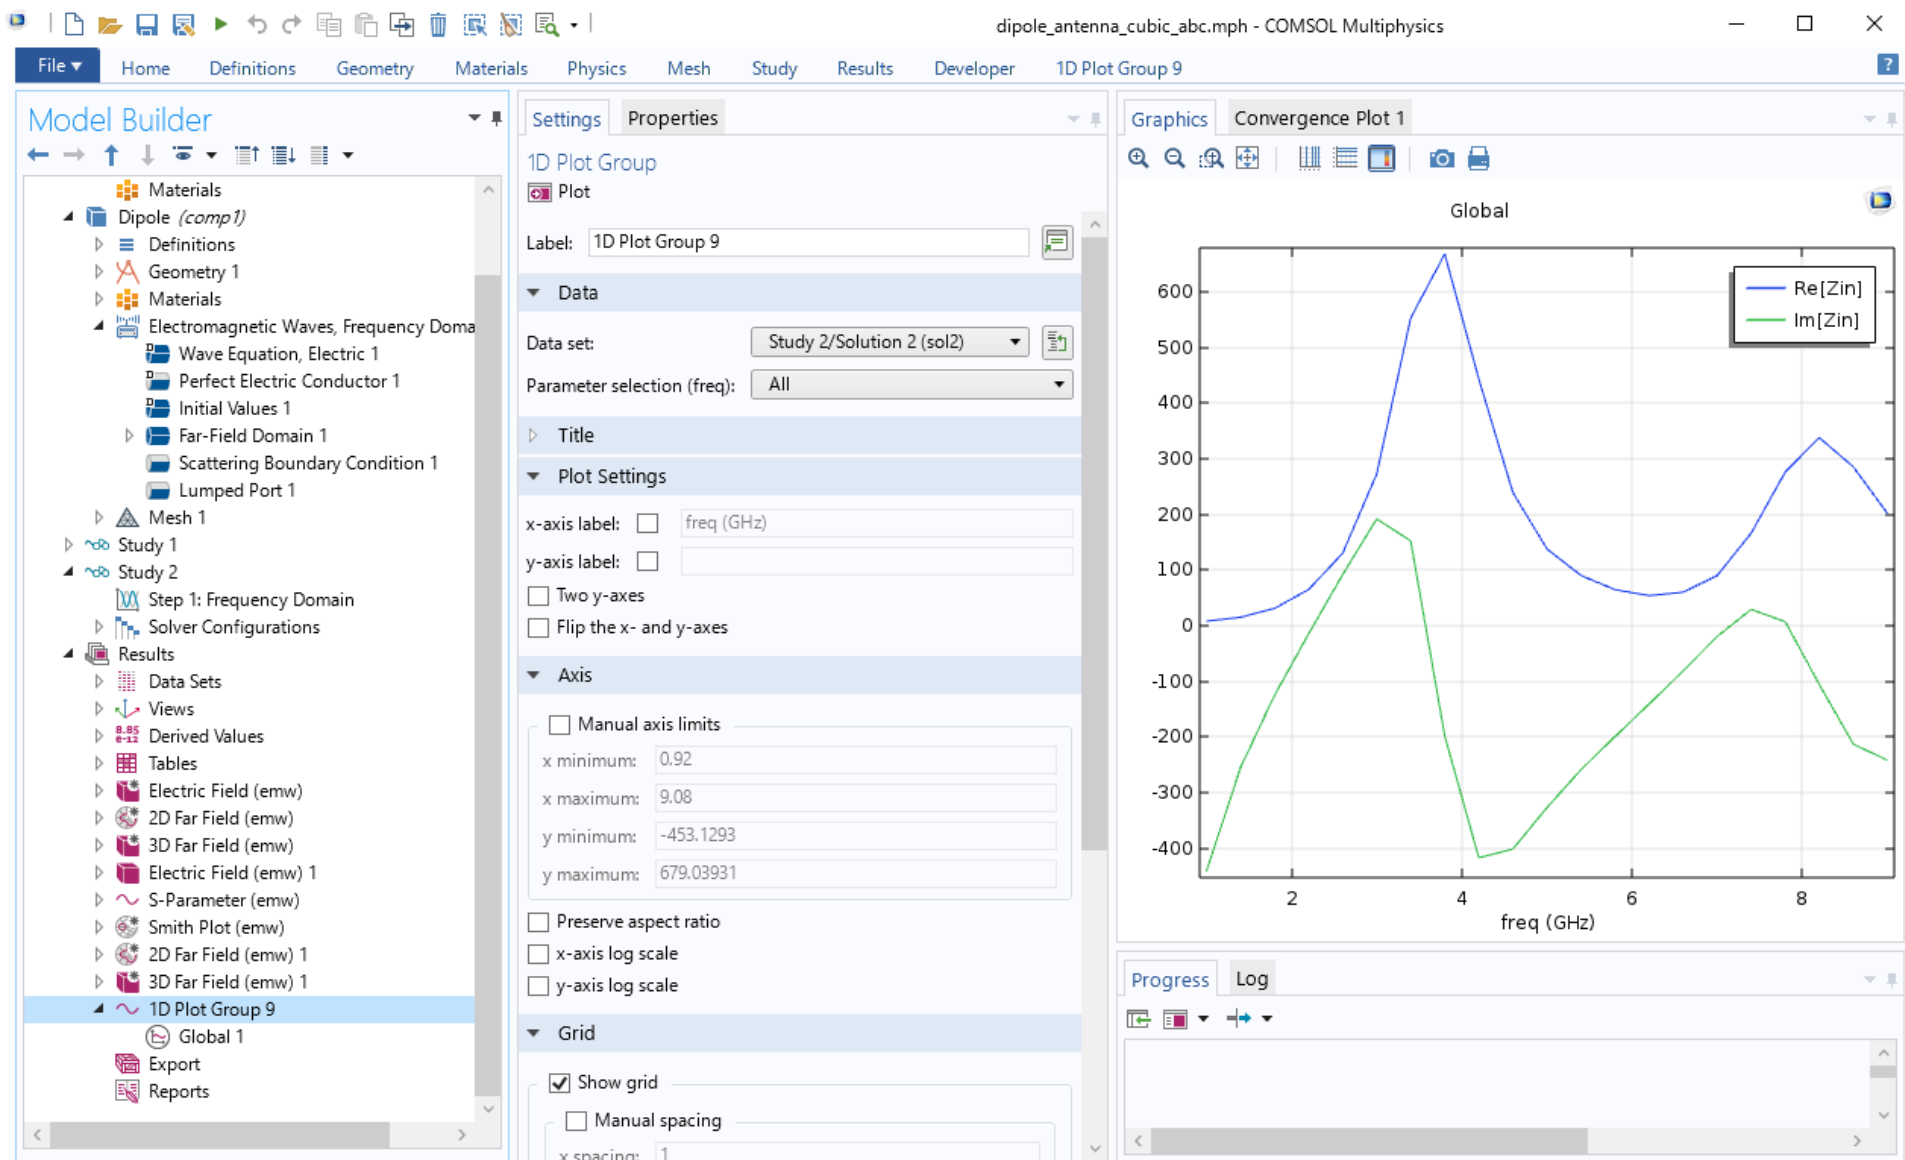 dipole_antenna_cubic_abc.mph - COMSOL Multiphysics
File Home Definitions Geometry Materials Physics Mesh Study Results Developer 1D Plot Group 9 ?
Model Builder
Materials
Dipole (comp1)
Definitions
Geometry 1
Materials
Electromagnetic Waves, Frequency Doma
Wave Equation, Electric 1
Perfect Electric Conductor 1
Initial Values 1
Far-Field Domain 1
Scattering Boundary Condition 1
Lumped Port 1
Mesh 1
Study 1
Study 2
Step 1: Frequency Domain
Solver Configurations
Results
Data Sets
Views
8.85
e-12
Derived Values
Tables
Electric Field (emw)
2D Far Field (emw)
3D Far Field (emw)
Electric Field (emw) 1
S-Parameter (emw)
Smith Plot (emw)
2D Far Field (emw) 1
3D Far Field (emw) 1
1D Plot Group 9
Global 1
Export
Reports
Settings Properties
1D Plot Group
Plot
Label: 1D Plot Group 9
Data
Data set: Study 2/Solution 2 (sol2)
Parameter selection (freq): All
Title
Plot Settings
x-axis label: freq (GHz)
y-axis label:
Two y-axes
Flip the x- and y-axes
Axis
Manual axis limits
x minimum: 0.92
x maximum: 9.08
y minimum: -453.1293
y maximum: 679.03931
Preserve aspect ratio
x-axis log scale
y-axis log scale
Grid
Show grid
Manual spacing
x spacing: 1
Graphics Convergence Plot 1
Global
Re[Zin]
Im[Zin]
600
500
400
300
200
100
0
-100
-200
-300
-400
2 4 6 8
freq (GHz)
Progress Log